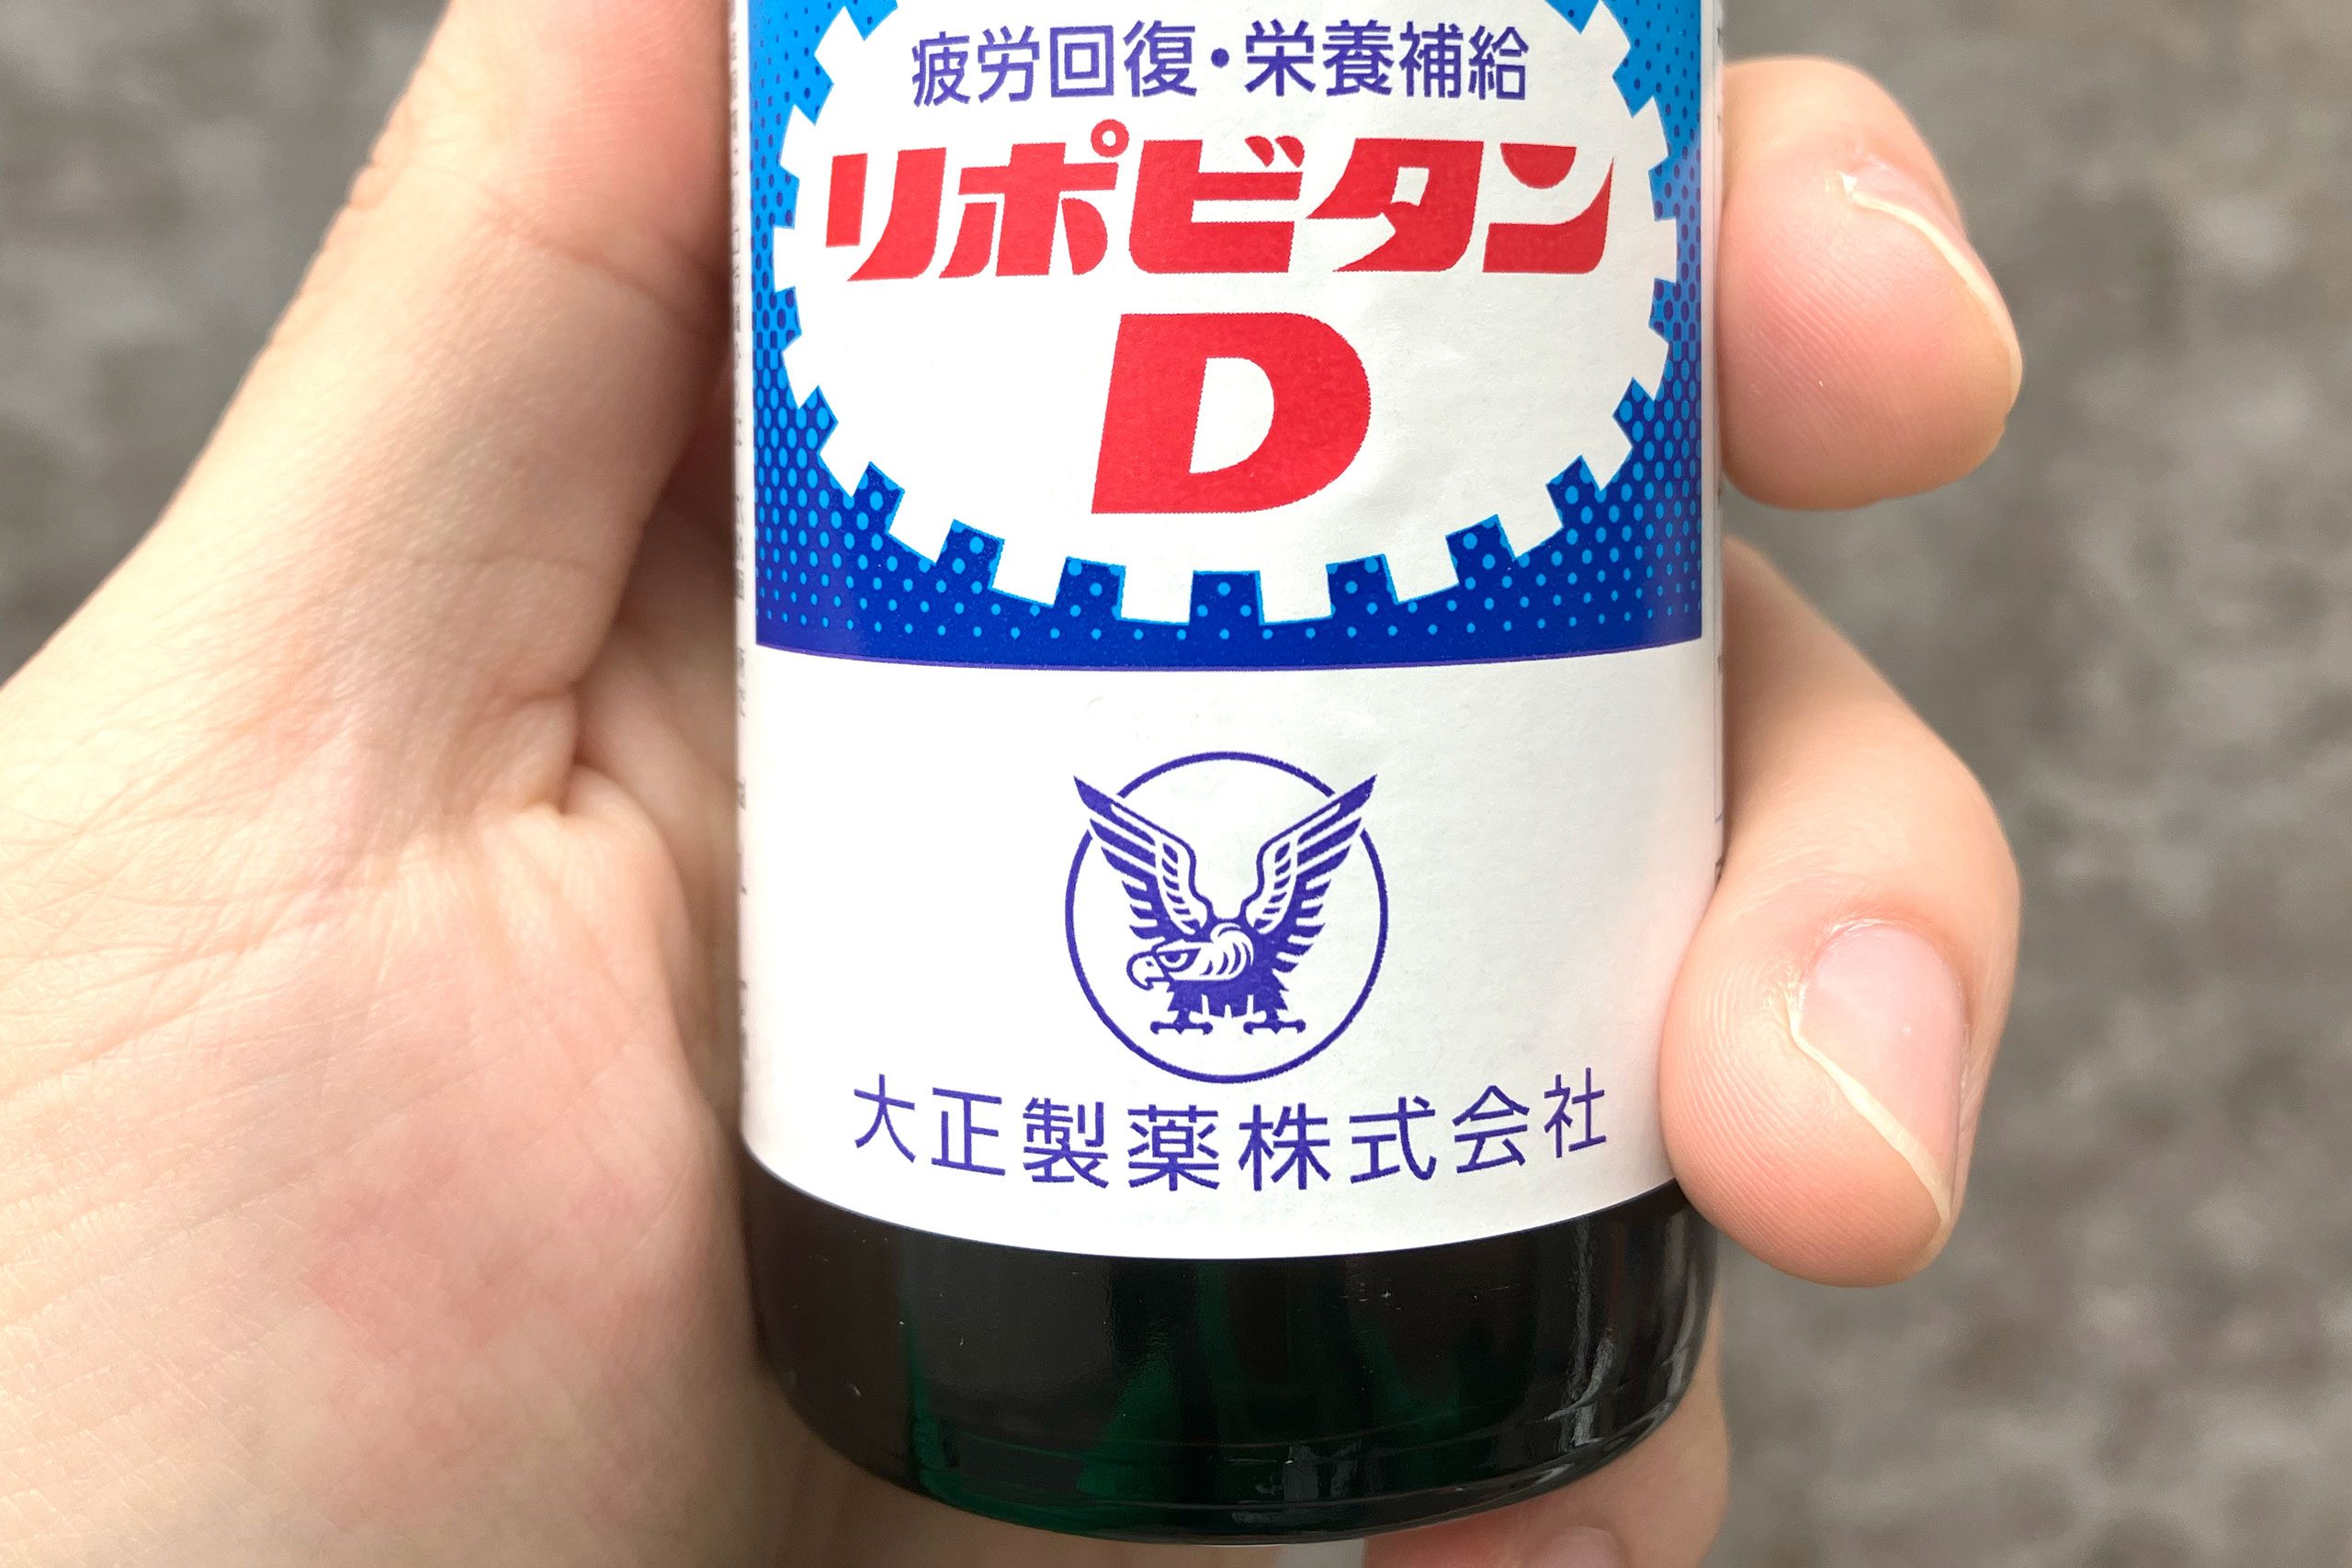 疲労回復・栄養補給
リポビタン
D
大正製薬株式会社